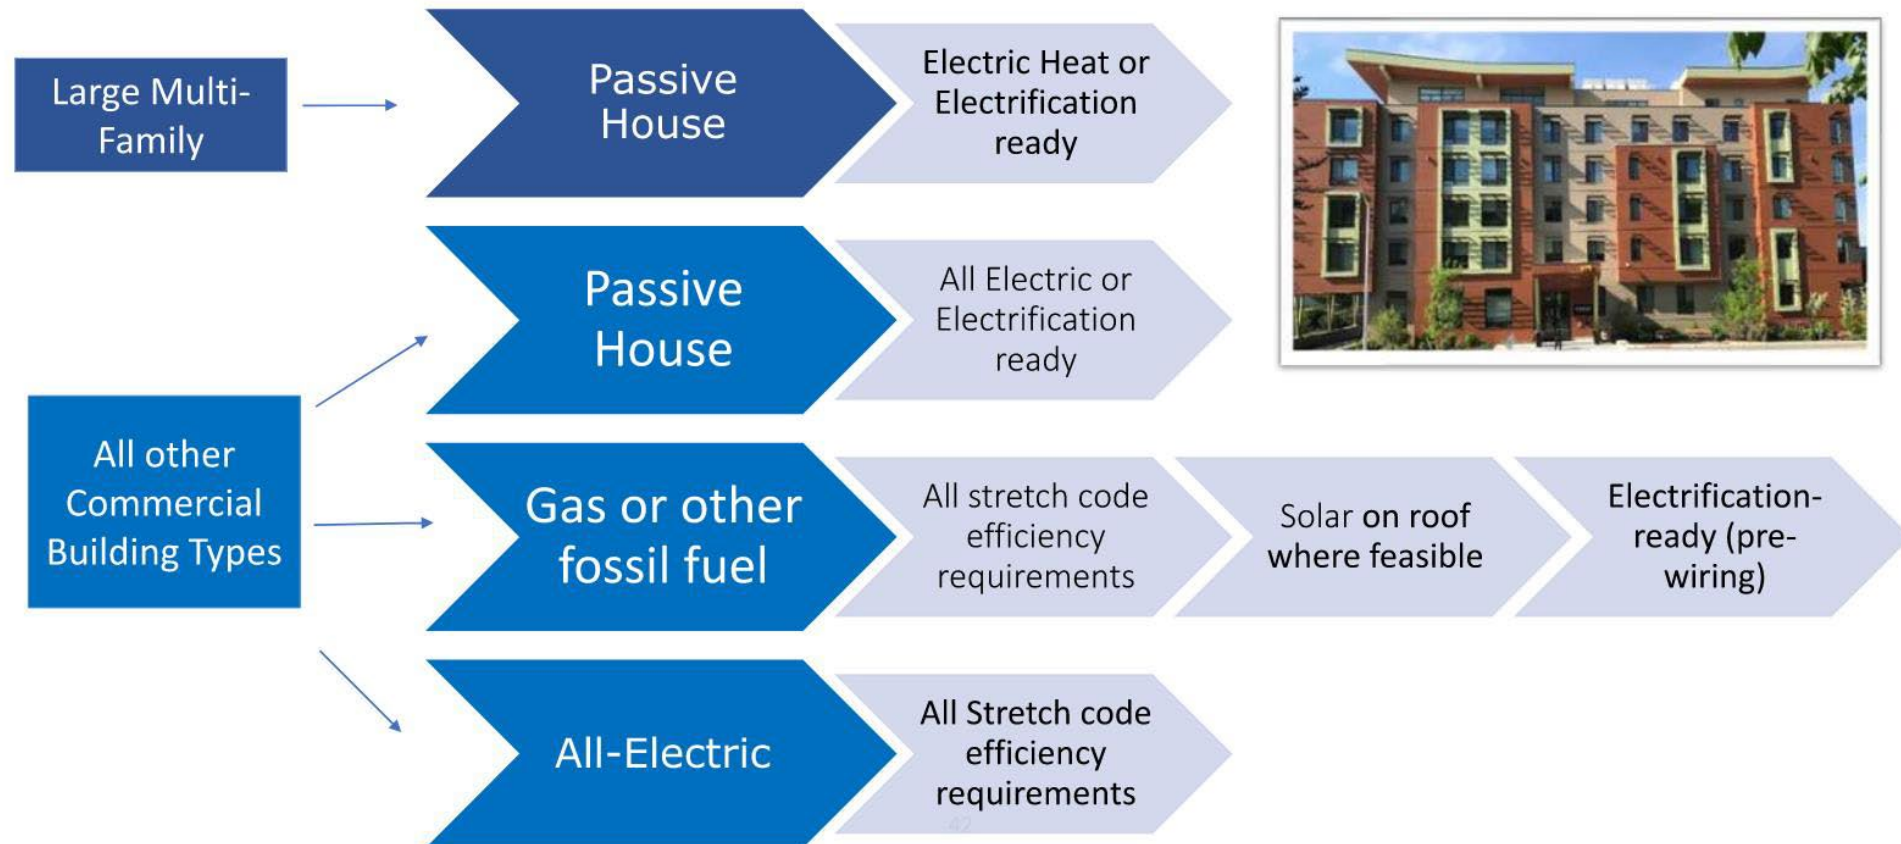 Large Multi-
Family
Passive
House
Electric Heat or
Electrification
ready
Passive
House
All Electric or
Electrification
ready
All other
Commercial
Building Types
Gas or other
fossil fuel
All stretch code
efficiency
requirements
Solar on roof
where feasible
Electrification-
ready (pre-
wiring)
All-Electric
All Stretch code
efficiency
requirements
42